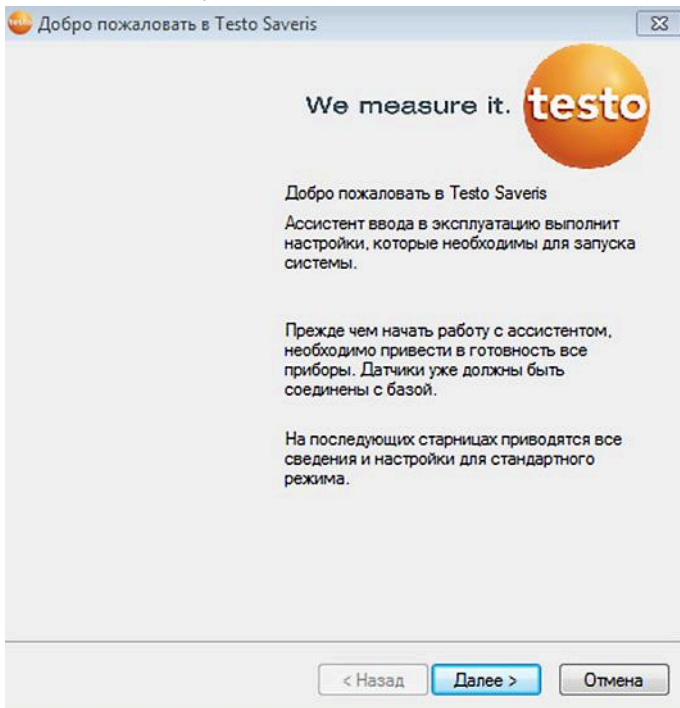 Добро пожаловать в Testo Saveris
We measure it.
testo
Добро пожаловать в Testo Saveris
Ассистент ввода в эксплуатацию выполнит
настройки, которые необходимы для запуска
системы.
Прежде чем начать работу с ассистентом,
необходимо привести в готовность все
приборы. Датчики уже должны быть
соединены с базой.
На последующих старницах приводятся все
сведения и настройки для стандартного
режима.
< Назад
Далее >
Отмена